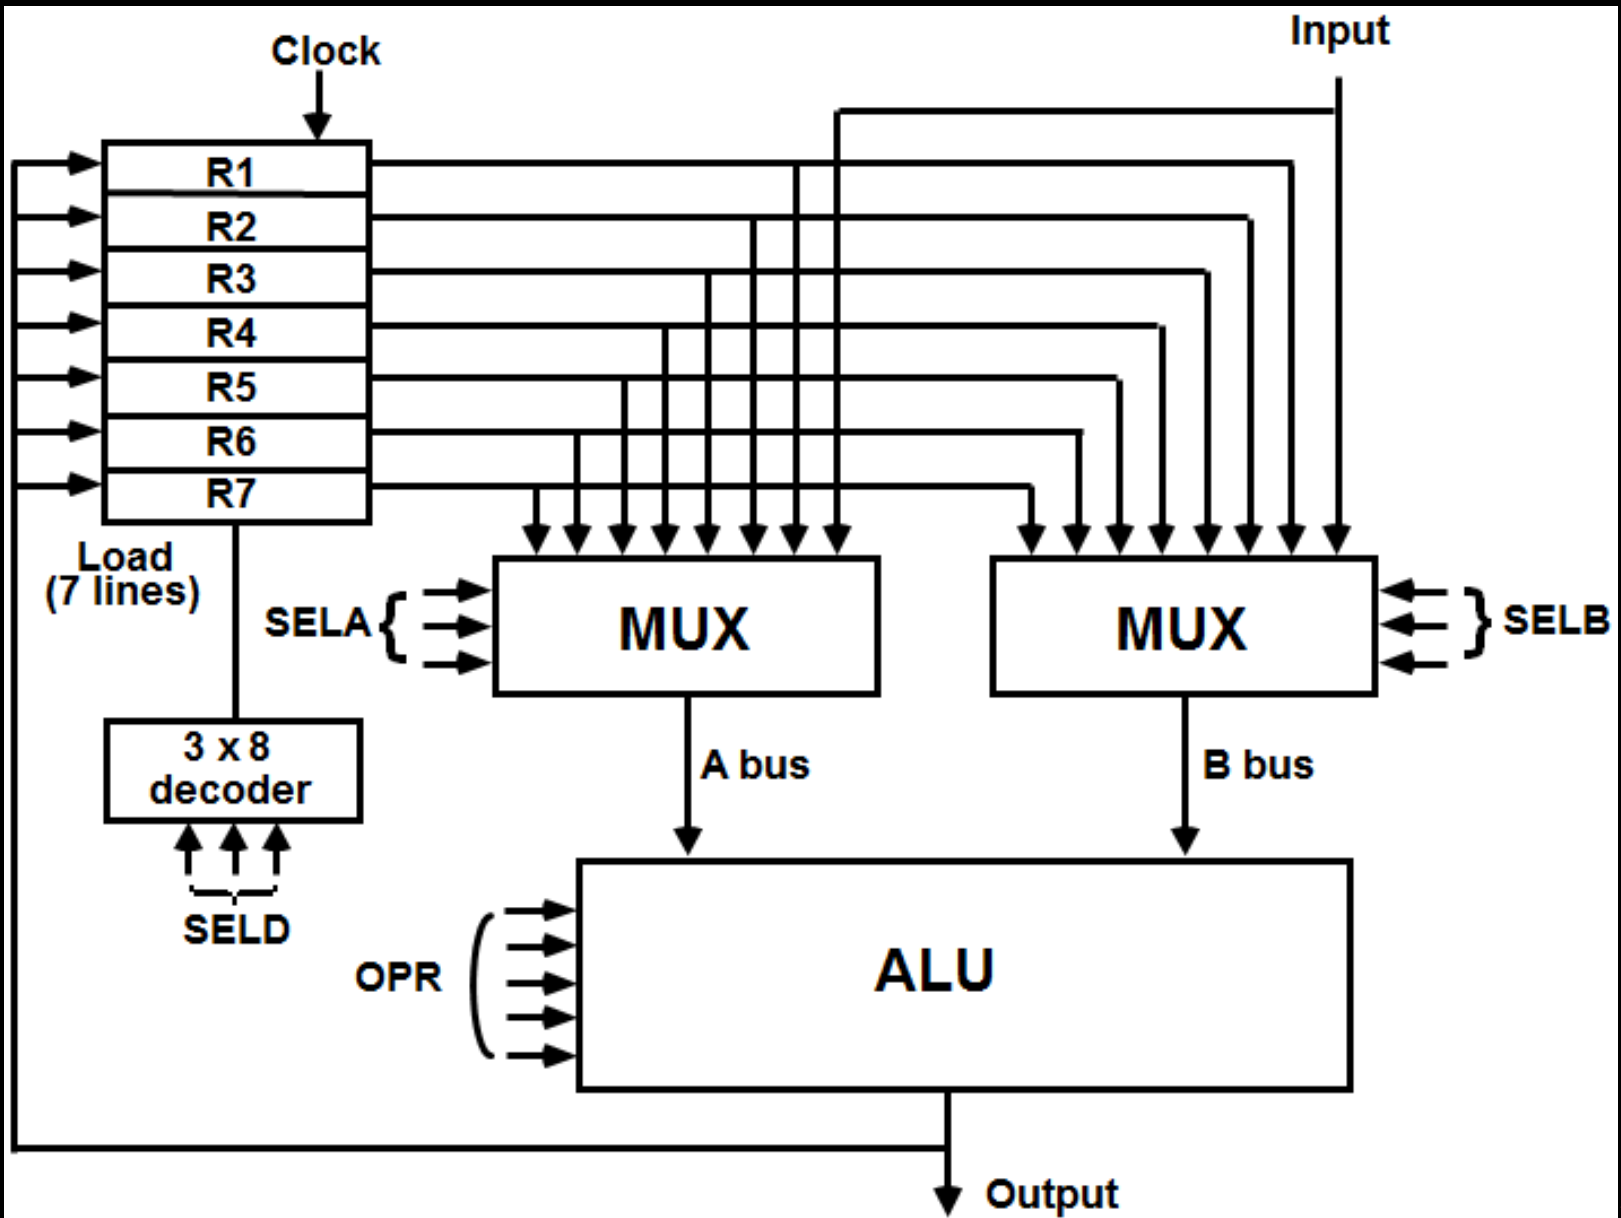 Clock
Input
R1
R2
R3
R4
R5
R6
R7
Load
(7 lines)
SELA
MUX
MUX
SELB
3 x 8
decoder
A bus
B bus
SELD
OPR
ALU
Output